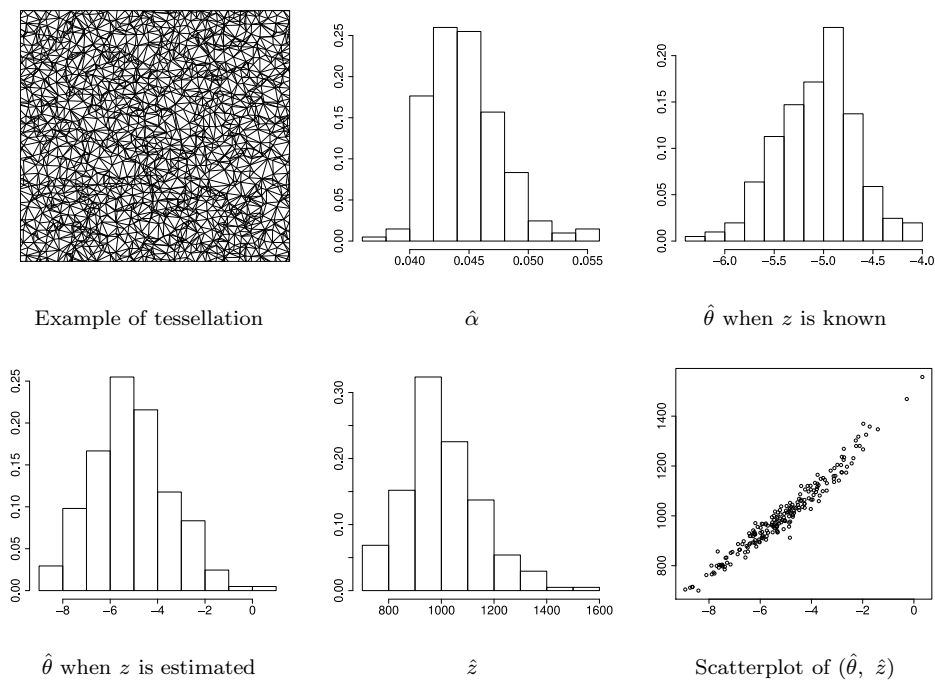 0.00 0.05 0.10 0.15 0.20 0.25
0.040 0.045 0.050 0.055
0.00 0.05 0.10 0.15 0.20
−6.0 −5.5 −5.0 −4.5 −4.0
Example of tessellation
α̂
θ̂ when z is known
0.00 0.05 0.10 0.15 0.20 0.25
−8 −6 −4 −2 0
0.00 0.10 0.20 0.30
800 1000 1200 1400 1600
800 1000 1200 1400
−8 −6 −4 −2 0
θ̂ when z is estimated
ẑ
Scatterplot of (θ̂, ẑ)